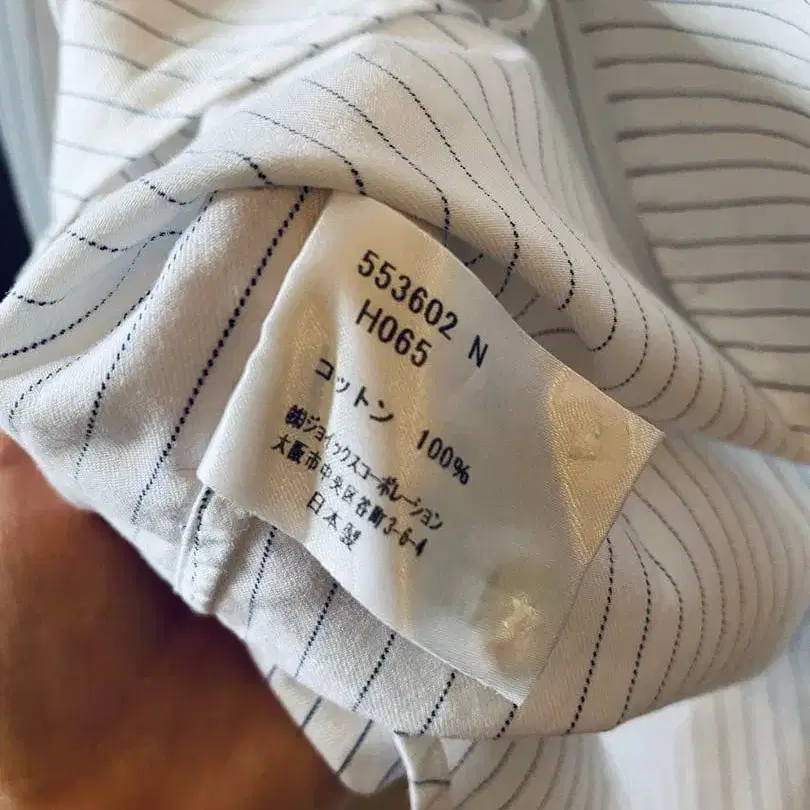 553602 N
H065
コットン 100%
㈱ジョイックスコーポレーション
大阪市中央区谷町3-6-4
日本製